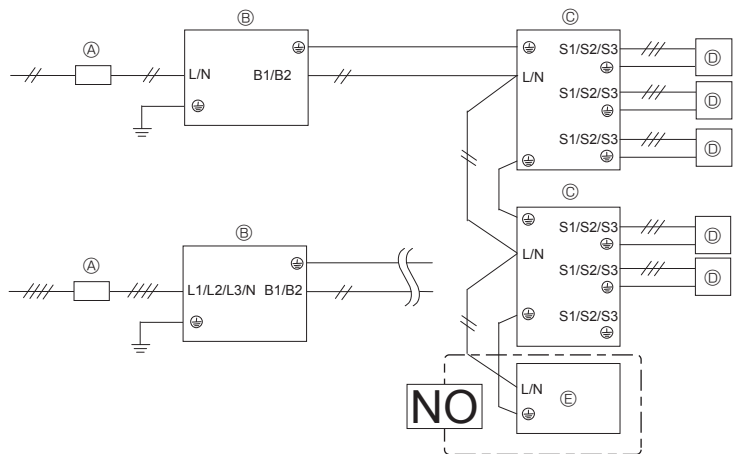 Ⓐ
Ⓑ
L/N
B1/B2
Ⓒ
L/N
S1/S2/S3
Ⓓ
S1/S2/S3
Ⓓ
S1/S2/S3
Ⓓ
Ⓐ
Ⓑ
L1/L2/L3/N B1/B2
Ⓒ
L/N
S1/S2/S3
Ⓓ
S1/S2/S3
Ⓓ
S1/S2/S3
NO
L/N
Ⓔ